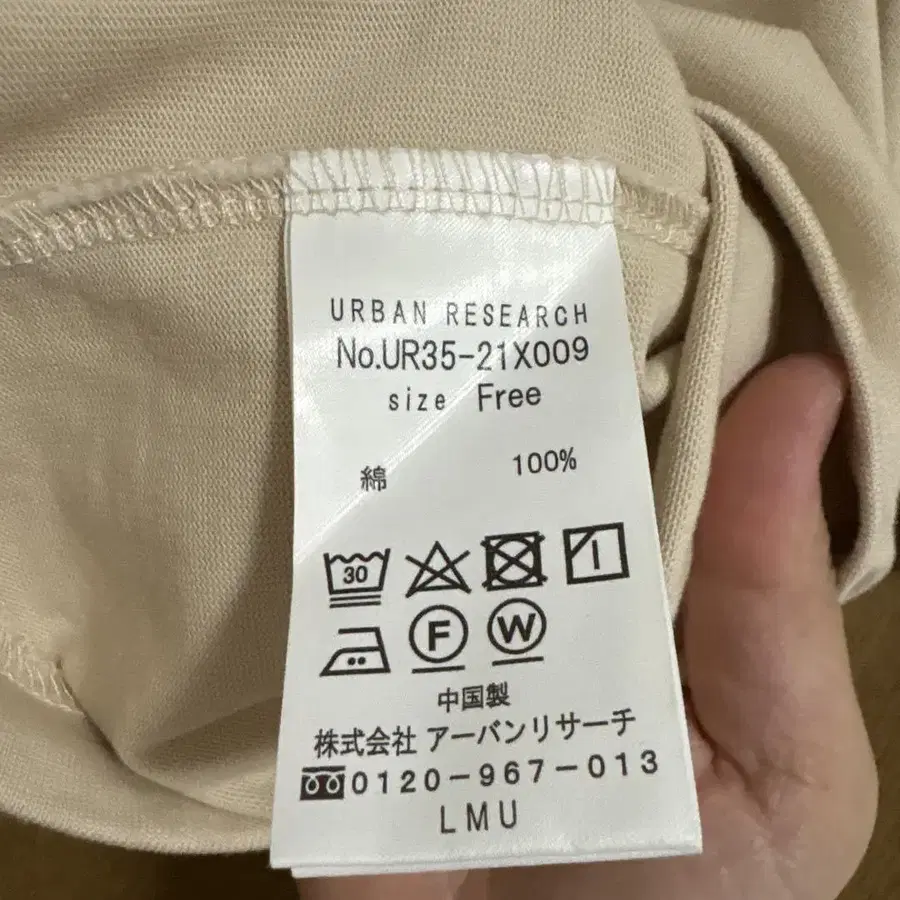 URBAN RESEARCH
No.UR35-21X009
size Free
綿 100%
30
F W
中国製
株式会社 アーバンリサーチ
0120-967-013
LMU